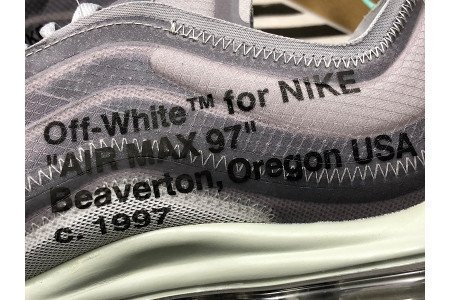 Off-White™ for NIKE
"AIR MAX 97"
Beaverton, Oregon USA
c. 1997